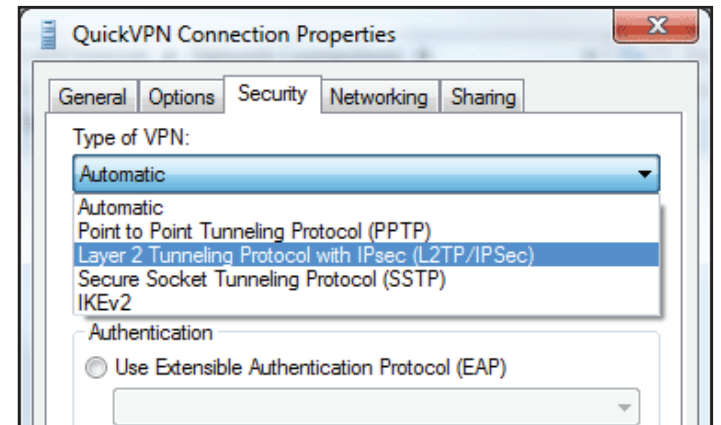 QuickVPN Connection Properties
General Options Security Networking Sharing
Type of VPN:
Automatic
Automatic
Point to Point Tunneling Protocol (PPTP)
Layer 2 Tunneling Protocol with IPsec (L2TP/IPSec)
Secure Socket Tunneling Protocol (SSTP)
IKEv2
Authentication
Use Extensible Authentication Protocol (EAP)